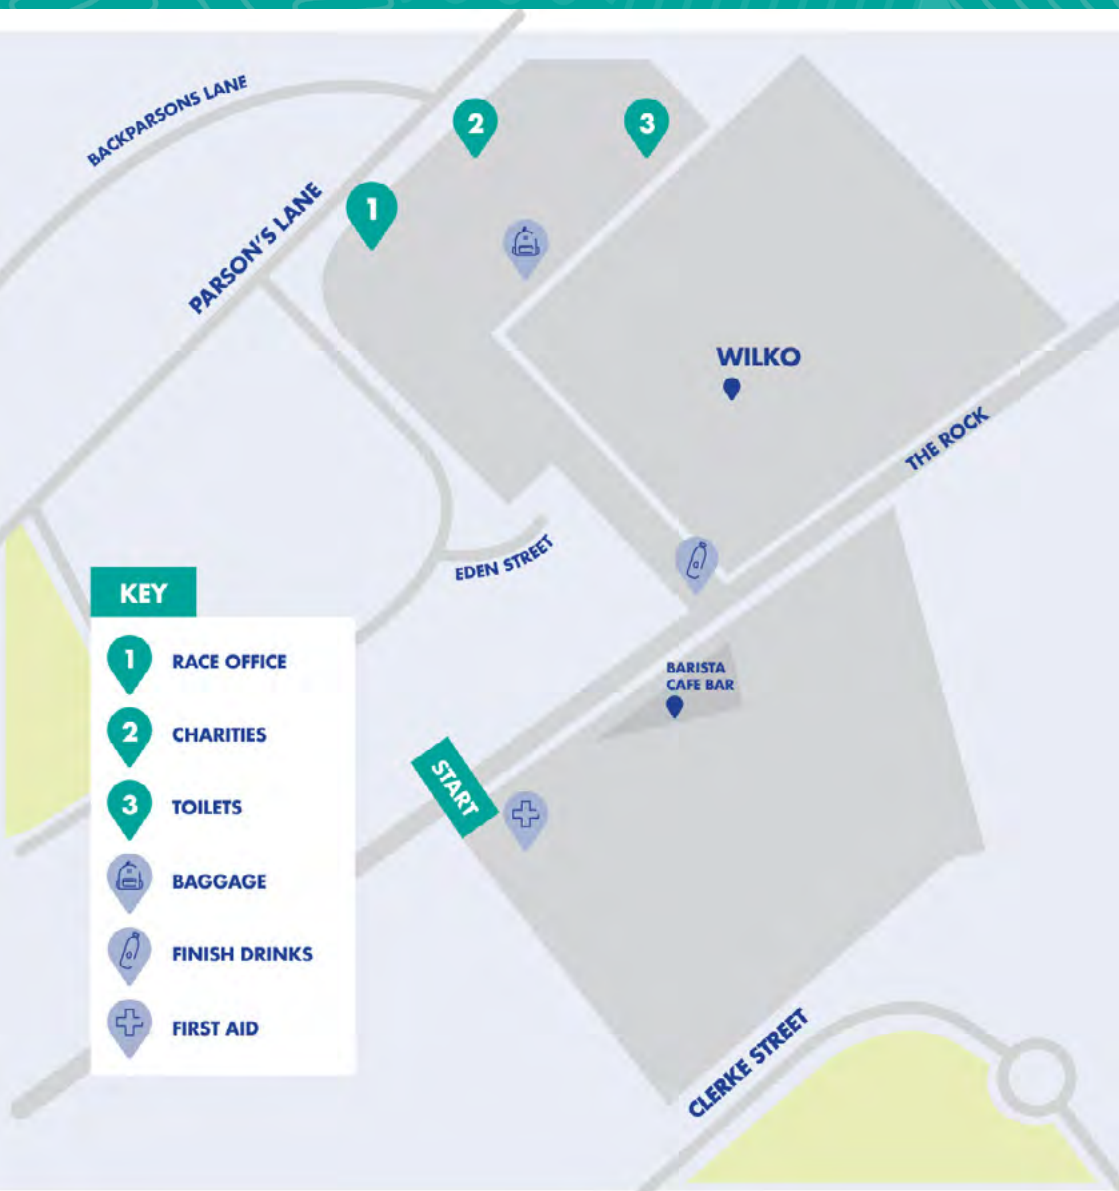 BACKPARSONS LANE
2
3
1
PARSON'S LANE
WILKO
THE ROCK
EDEN STREET
BARISTA
CAFE BAR
START
CLERKE STREET
KEY
1 RACE OFFICE
2 CHARITIES
3 TOILETS
BAGGAGE
FINISH DRINKS
FIRST AID